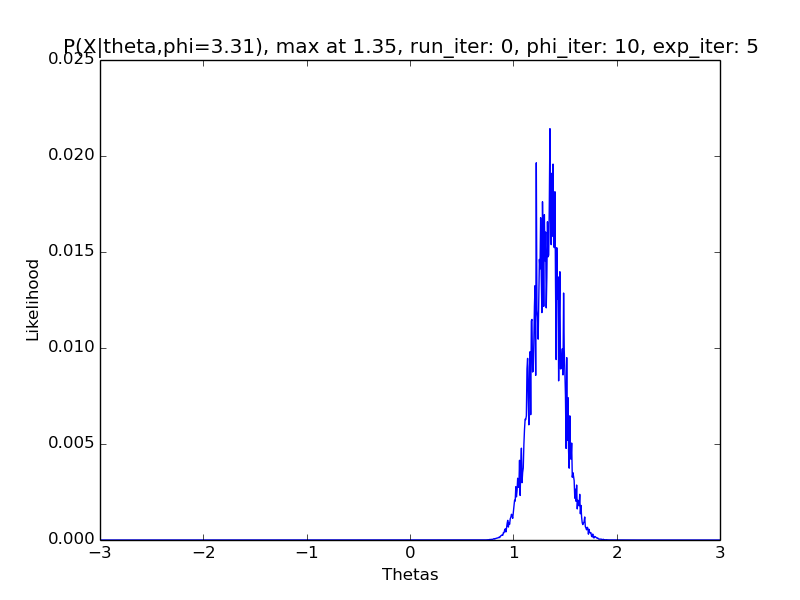 P(X|theta,phi=3.31), max at 1.35, run_iter: 0, phi_iter: 10, exp_iter: 5
0.025
0.020
0.015
0.010
0.005
0.000
Likelihood
−3 −2 −1 0 1 2 3
Thetas